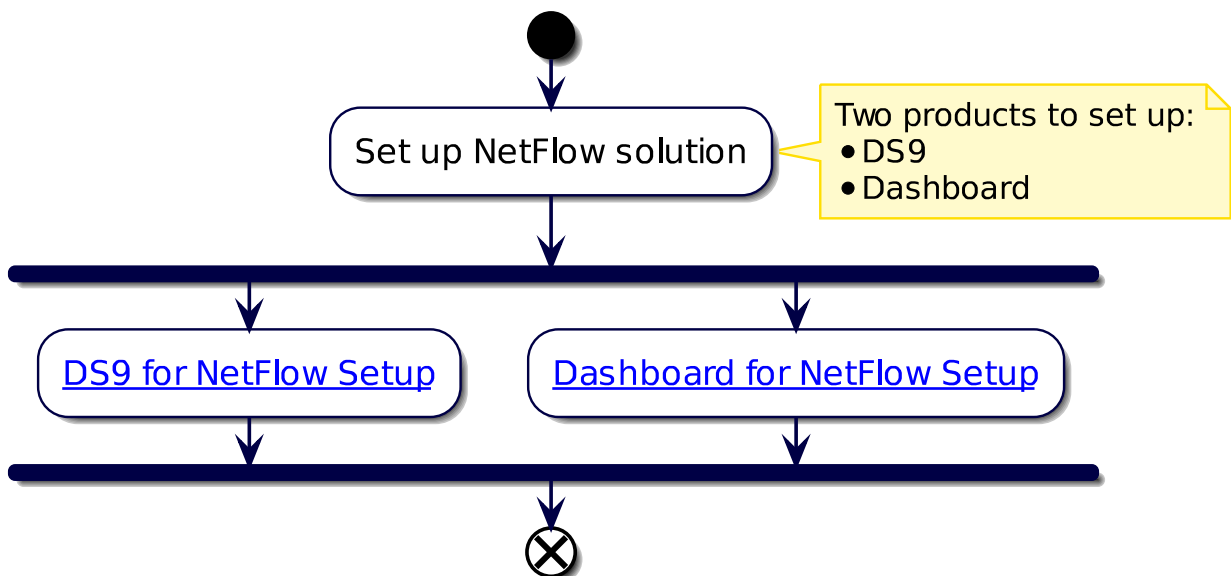 Set up NetFlow solution
Two products to set up:
• DS9
• Dashboard
DS9 for NetFlow Setup
Dashboard for NetFlow Setup